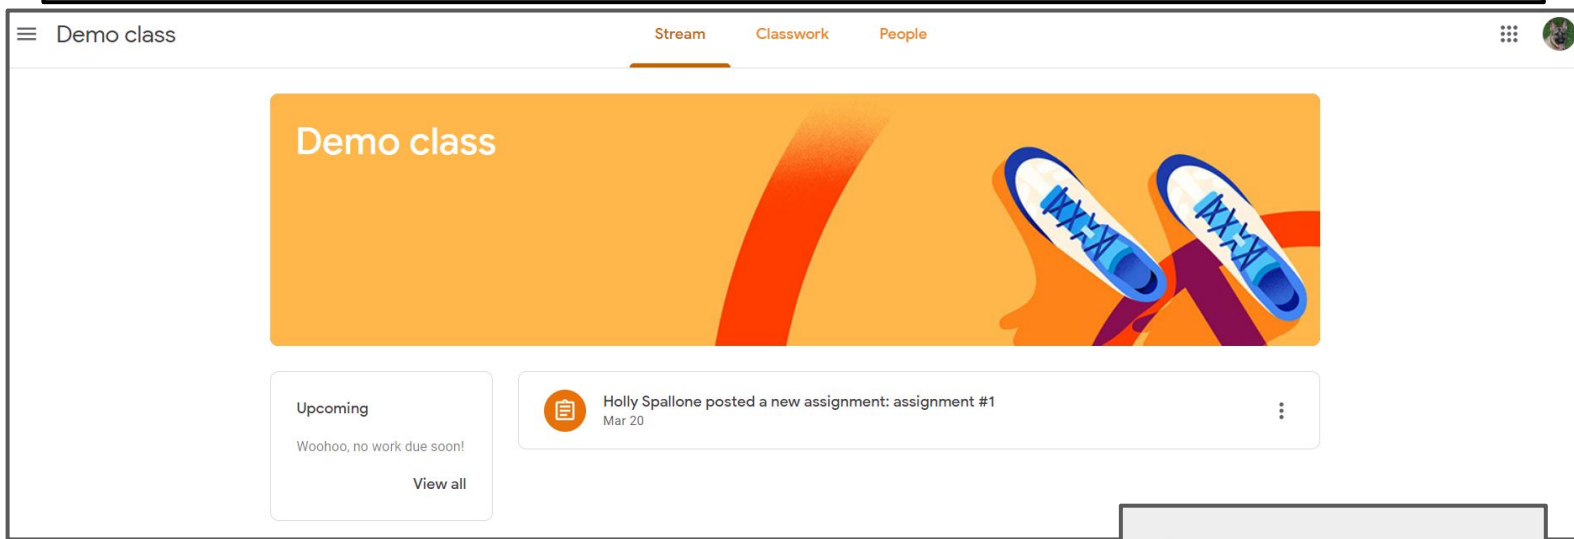 Demo class
Stream
Classwork
People
Demo class
Upcoming
Woohoo, no work due soon!
View all
Holly Spallone posted a new assignment: assignment #1
Mar 20